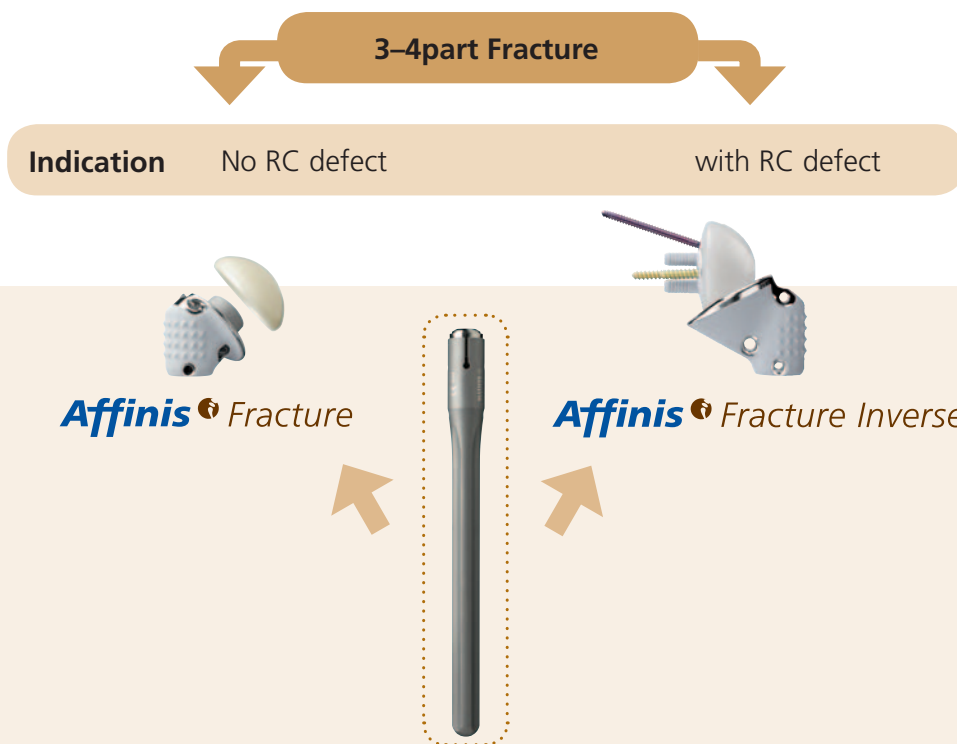 3–4part Fracture
Indication No RC defect with RC defect
Affinis Fracture Affinis Fracture Inverse